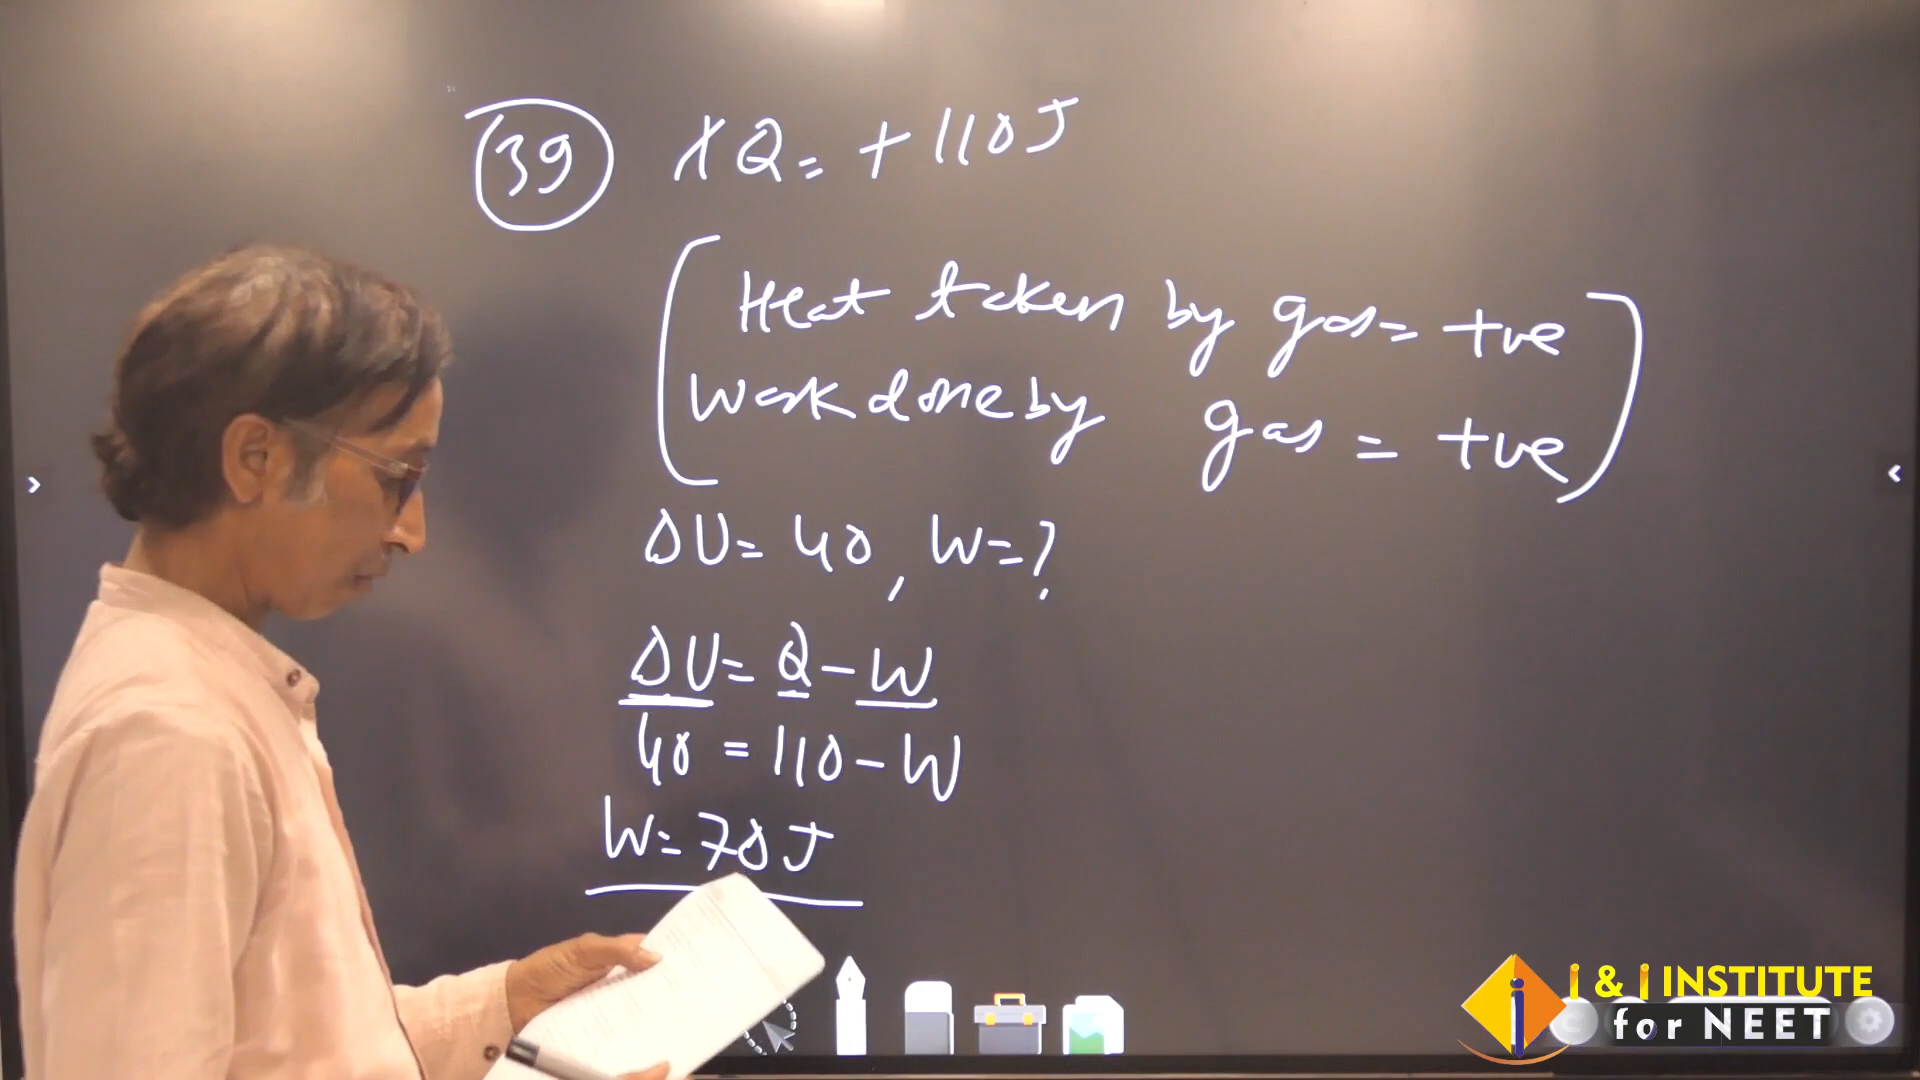 39 XQ = +110J
Heat taken by gas = +ve
Work done by gas = +ve
ΔU = 40, W = ?
ΔU = Q - W
40 = 110 - W
W = 70J
i & j INSTITUTE
for NEET